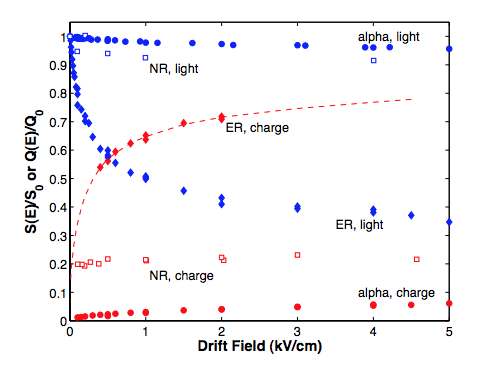 S(E)/S0 or Q(E)/Q0
1
0.9
0.8
0.7
0.6
0.5
0.4
0.3
0.2
0.1
0
alpha, light
NR, light
ER, charge
ER, light
NR, charge
alpha, charge
0 1 2 3 4 5
Drift Field (kV/cm)